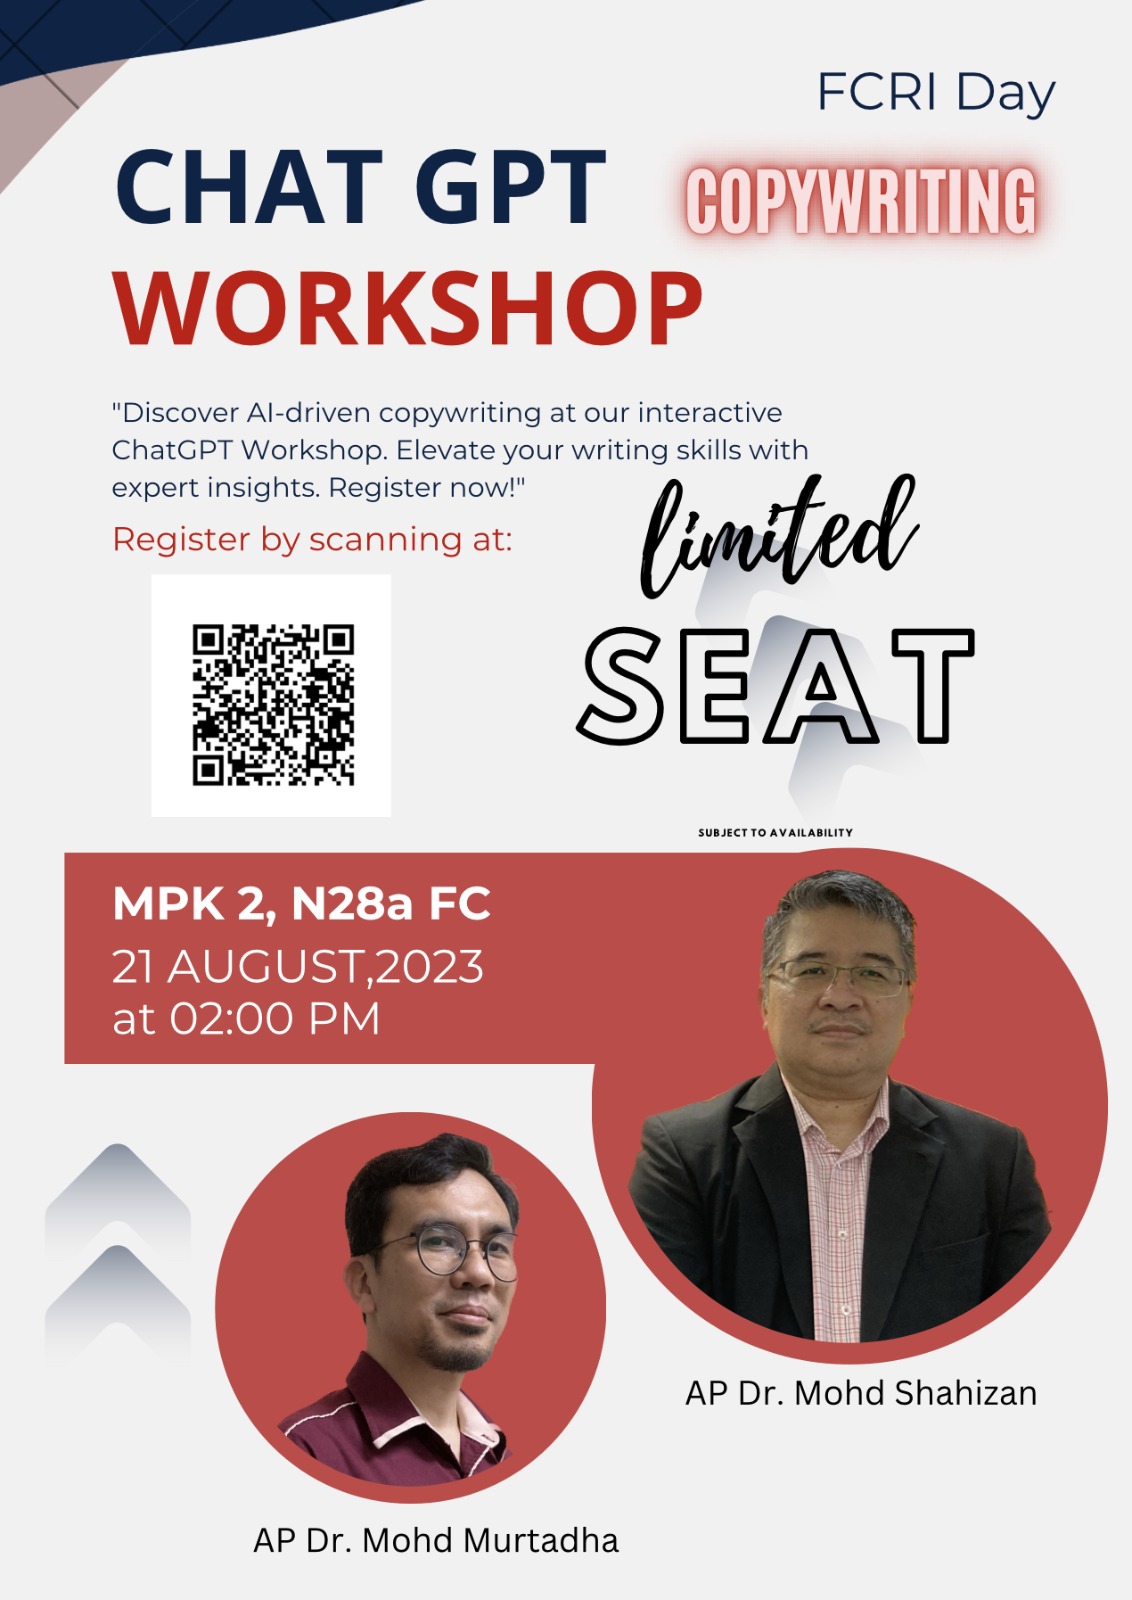 FCRI Day
CHAT GPT
COPYWRITING
WORKSHOP
"Discover AI-driven copywriting at our interactive
ChatGPT Workshop. Elevate your writing skills with
expert insights. Register now!"
Register by scanning at:
limited
SEAT
SUBJECT TO AVAILABILITY
MPK 2, N28a FC
21 AUGUST,2023
at 02:00 PM
AP Dr. Mohd Shahizan
AP Dr. Mohd Murtadha